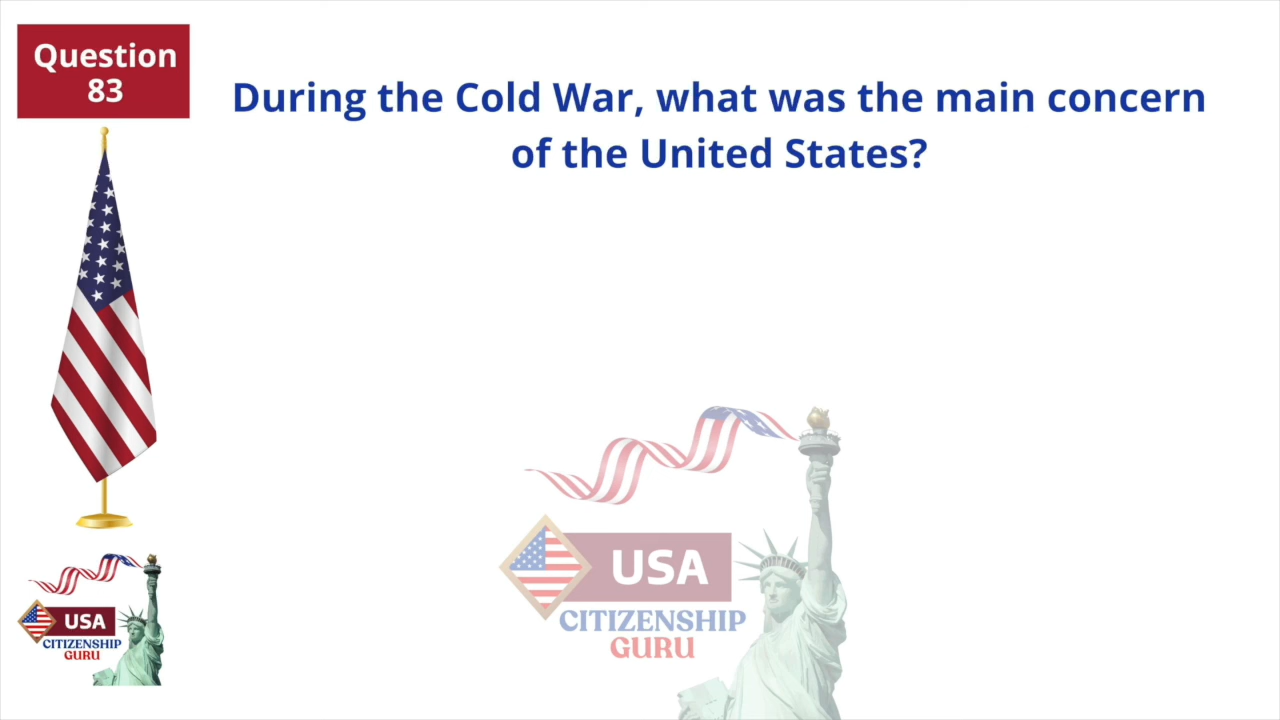 Question
83
During the Cold War, what was the main concern
of the United States?
USA
CITIZENSHIP
GURU
USA
CITIZENSHIP
GURU